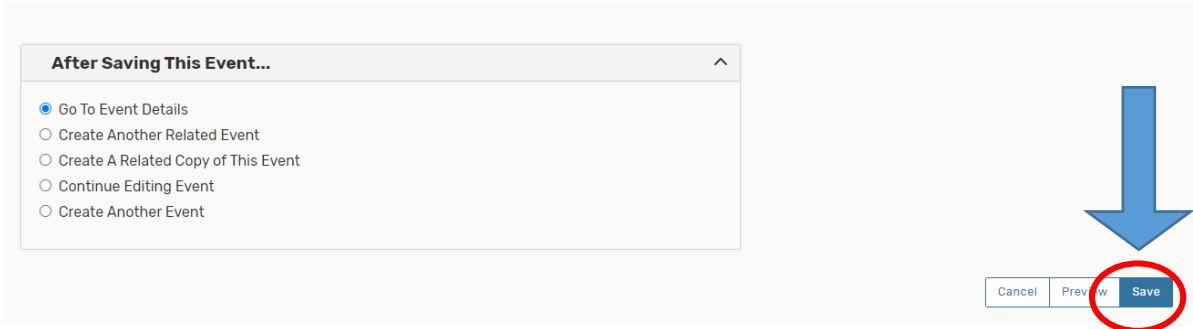 After Saving This Event...
Go To Event Details
Create Another Related Event
Create A Related Copy of This Event
Continue Editing Event
Create Another Event
Cancel Preview Save